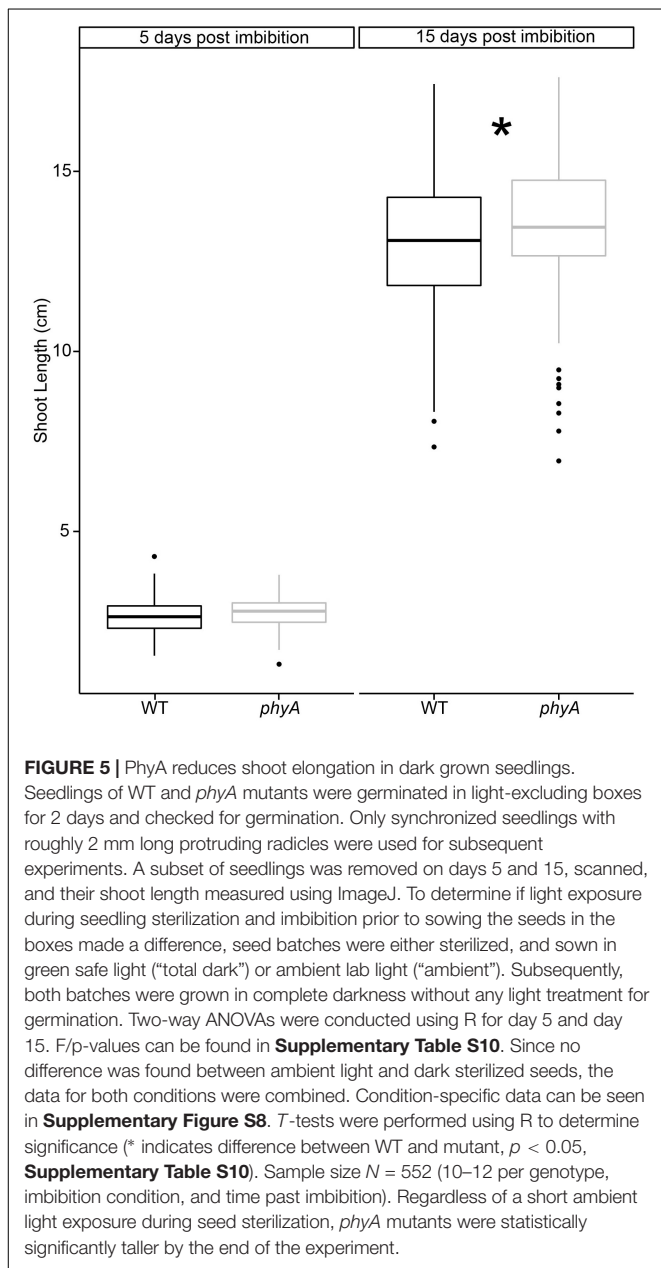 5 days post imbibition
15 days post imbibition
*
Shoot Length (cm)
15
10
5
WT
phyA
WT
phyA
FIGURE 5 | PhyA reduces shoot elongation in dark grown seedlings.
Seedlings of WT and phyA mutants were germinated in light-excluding boxes
for 2 days and checked for germination. Only synchronized seedlings with
roughly 2 mm long protruding radicles were used for subsequent
experiments. A subset of seedlings was removed on days 5 and 15, scanned,
and their shoot length measured using ImageJ. To determine if light exposure
during seedling sterilization and imbibition prior to sowing the seeds in the
boxes made a difference, seed batches were either sterilized, and sown in
green safe light (“total dark”) or ambient lab light (“ambient”). Subsequently,
both batches were grown in complete darkness without any light treatment for
germination. Two-way ANOVAs were conducted using R for day 5 and day
15. F/p-values can be found in Supplementary Table S10. Since no
difference was found between ambient light and dark sterilized seeds, the
data for both conditions were combined. Condition-specific data can be seen
in Supplementary Figure S8. T-tests were performed using R to determine
significance (* indicates difference between WT and mutant, p < 0.05,
Supplementary Table S10). Sample size N = 552 (10–12 per genotype,
imbibition condition, and time past imbibition). Regardless of a short ambient
light exposure during seed sterilization, phyA mutants were statistically
significantly taller by the end of the experiment.